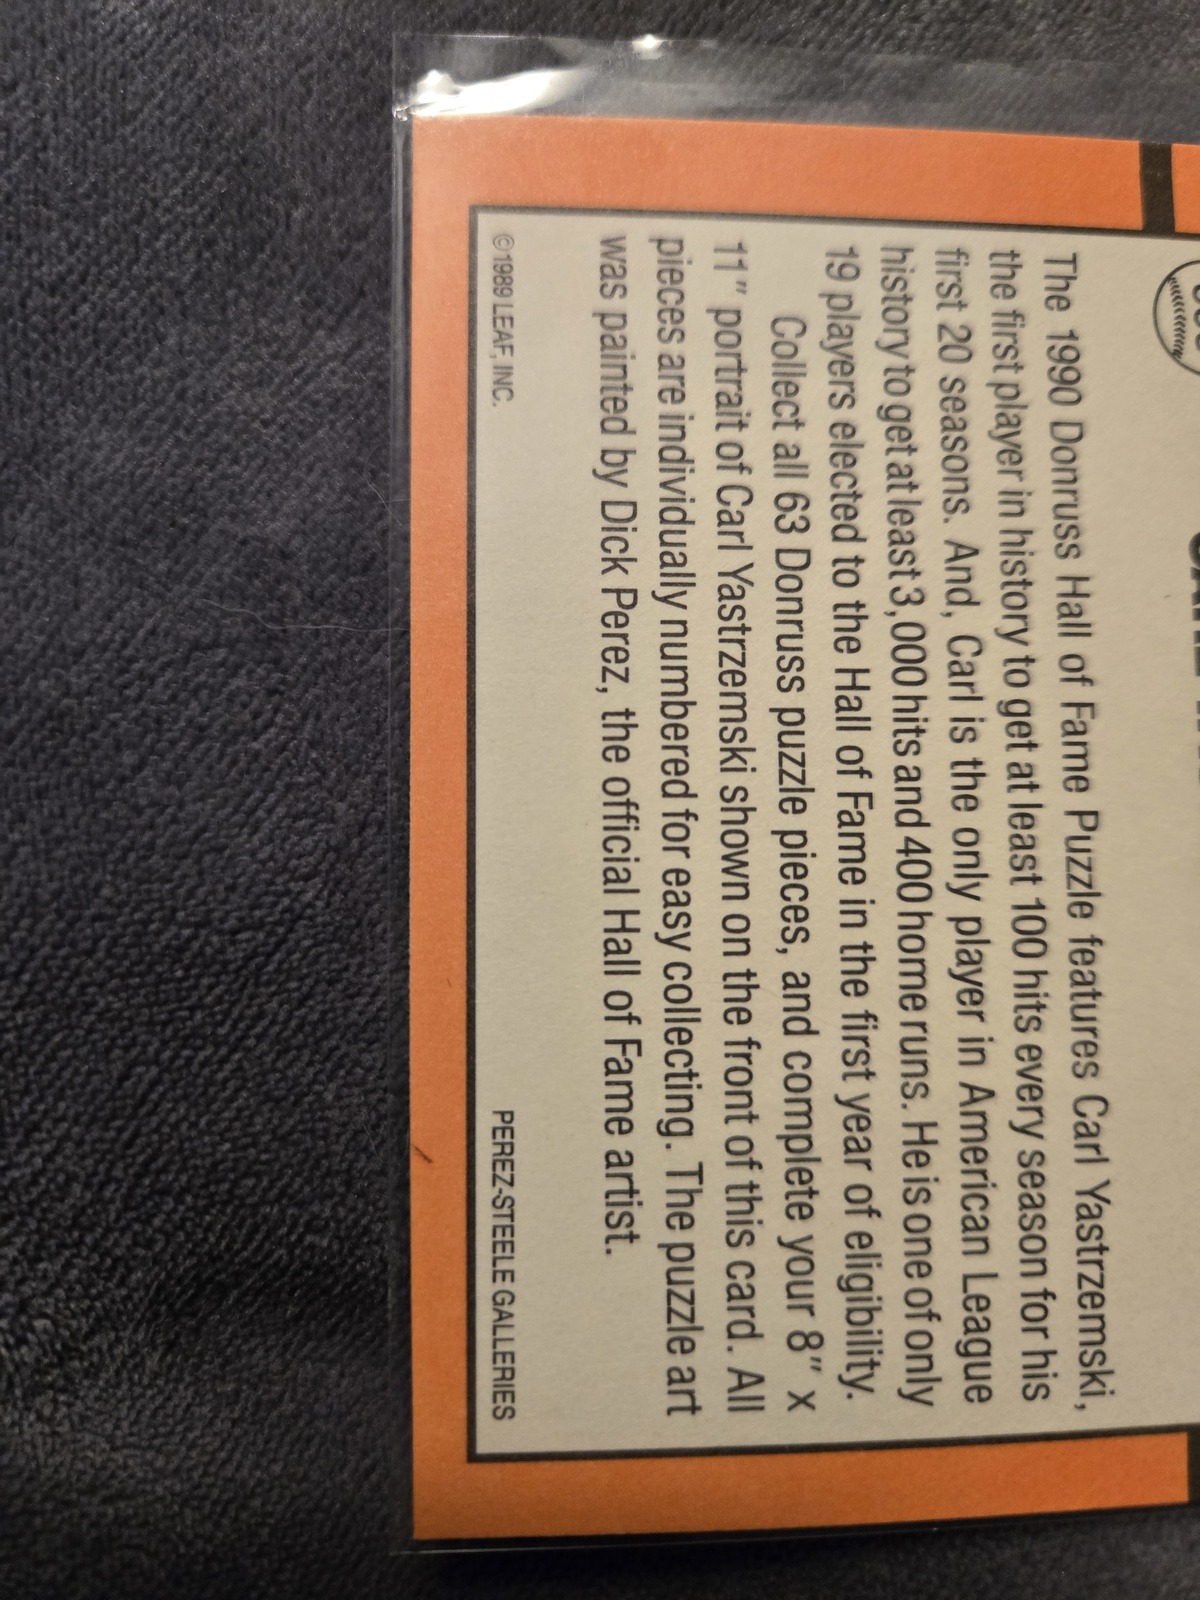 The 1990 Donruss Hall of Fame Puzzle features Carl Yastrzemski,
the first player in history to get at least 100 hits every season for his
first 20 seasons. And, Carl is the only player in American League
history to get at least 3,000 hits and 400 home runs. He is one of only
19 players elected to the Hall of Fame in the first year of eligibility.
Collect all 63 Donruss puzzle pieces, and complete your 8" x
11" portrait of Carl Yastrzemski shown on the front of this card. All
pieces are individually numbered for easy collecting. The puzzle art
was painted by Dick Perez, the official Hall of Fame artist.
©1989 LEAF, INC. PEREZ-STEELE GALLERIES